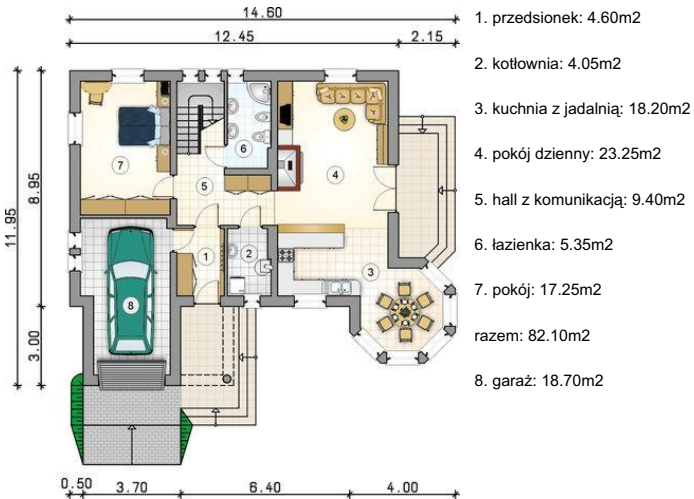 14.60
12.45
2.15
1. przedsionek: 4.60m2
2. kotłownia: 4.05m2
3. kuchnia z jadalnią: 18.20m2
4. pokój dzienny: 23.25m2
5. hall z komunikacją: 9.40m2
6. łazienka: 5.35m2
7. pokój: 17.25m2
razem: 82.10m2
8. garaż: 18.70m2
11.95
8.95
3.00
7
6
5
4
1
2
3
8
0.50
3.70
6.40
4.00